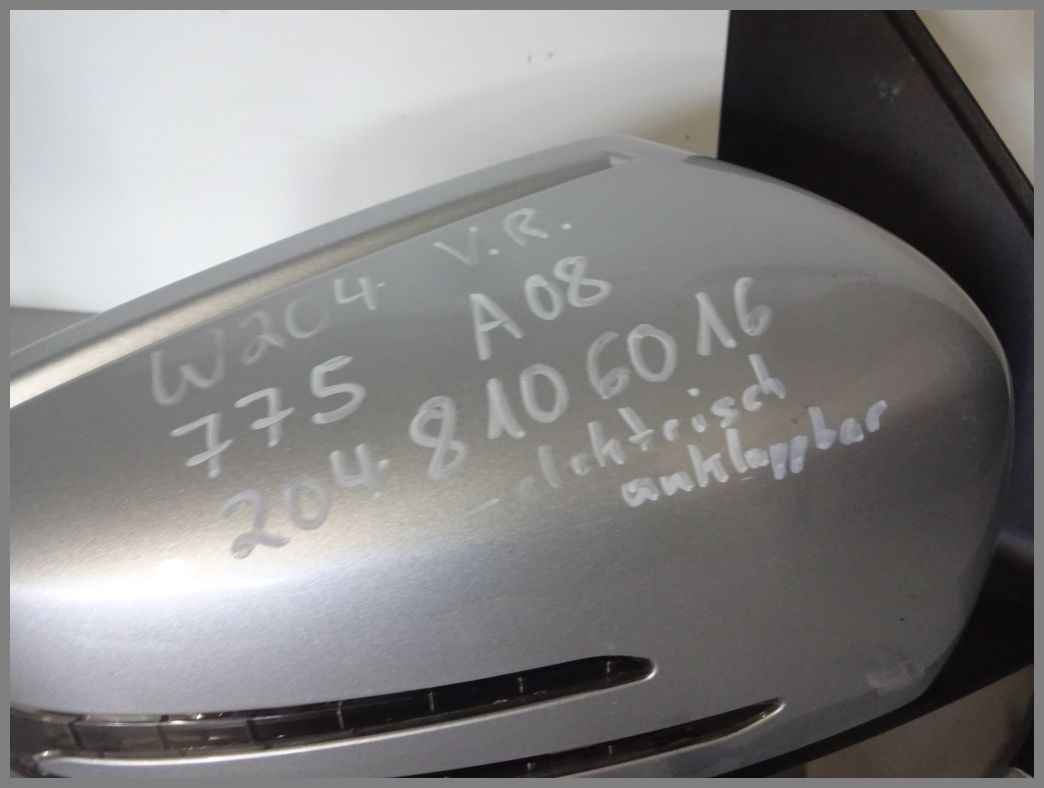 W204 V.R.
775 A08
204 810 60 16
- elektrisch
anklappbar